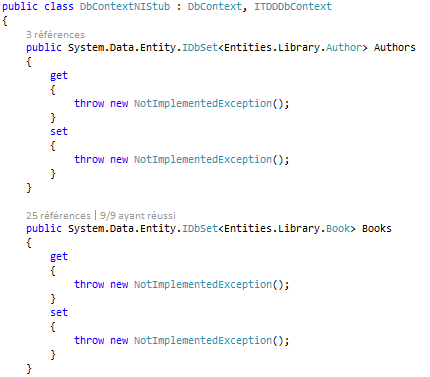 public class DbContextNIStub : DbContext, ITDDDbContext
{
3 références
public System.Data.Entity.IDbSet<Entities.Library.Author> Authors
{
get
{
throw new NotImplementedException();
}
set
{
throw new NotImplementedException();
}
}
25 références | 9/9 ayant réussi
public System.Data.Entity.IDbSet<Entities.Library.Book> Books
{
get
{
throw new NotImplementedException();
}
set
{
throw new NotImplementedException();
}
}